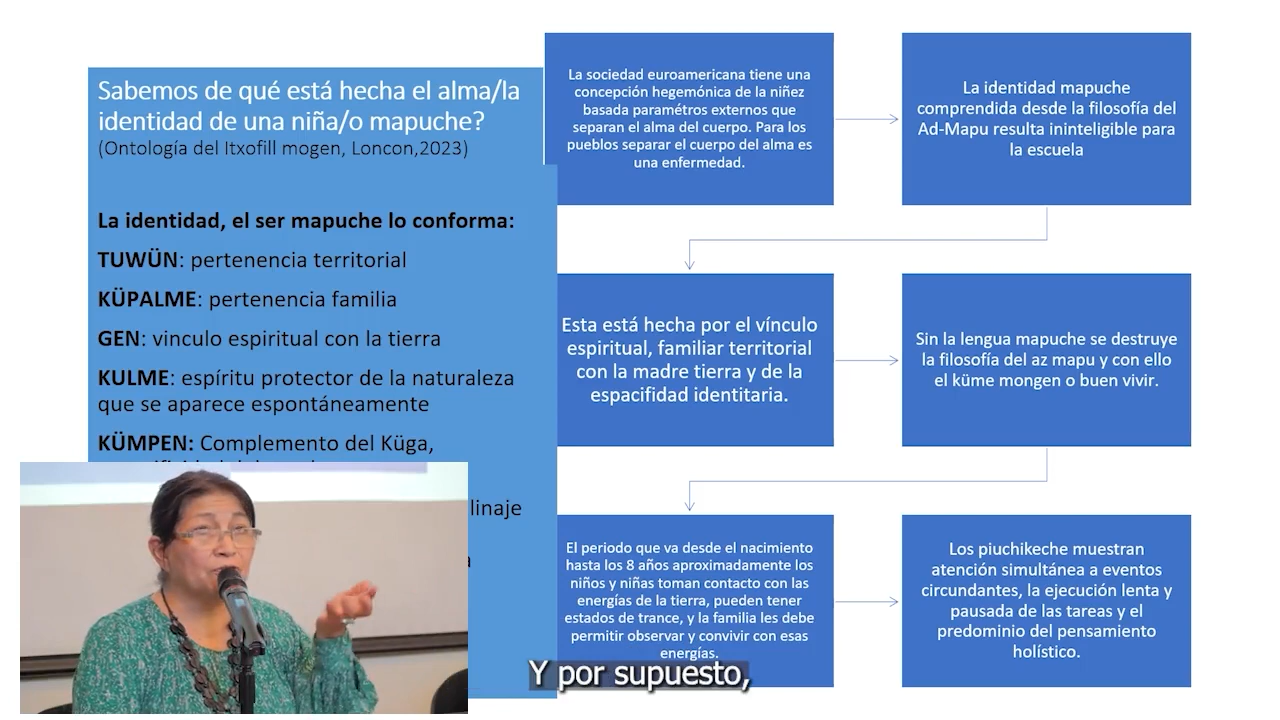 Sabemos de qué está hecha el alma/la
identidad de una niña/o mapuche?
(Ontología del Itxofill mogen, Loncon,2023)
La identidad, el ser mapuche lo conforma:
TUWÜN: pertenencia territorial
KÜPALME: pertenencia familia
GEN: vinculo espiritual con la tierra
KULME: espíritu protector de la naturaleza
que se aparece espontáneamente
KÜMPEN: Complemento del Küga,
linaje
La sociedad euroamericana tiene una
concepción hegemónica de la niñez
basada paramétros externos que
separan el alma del cuerpo. Para los
pueblos separar el cuerpo del alma es
una enfermedad.
La identidad mapuche
comprendida desde la filosofía del
Ad-Mapu resulta ininteligible para
la escuela
Esta está hecha por el vínculo
espiritual, familiar territorial
con la madre tierra y de la
espacifidad identitaria.
Sin la lengua mapuche se destruye
la filosofía del az mapu y con ello
el küme mongen o buen vivir.
El periodo que va desde el nacimiento
hasta los 8 años aproximadamente los
niños y niñas toman contacto con las
energías de la tierra, pueden tener
estados de trance, y la familia les debe
permitir observar y convivir con esas
energías.
Los piuchikeche muestran
atención simultánea a eventos
circundantes, la ejecución lenta y
pausada de las tareas y el
predominio del pensamiento
holístico.
Y por supuesto,